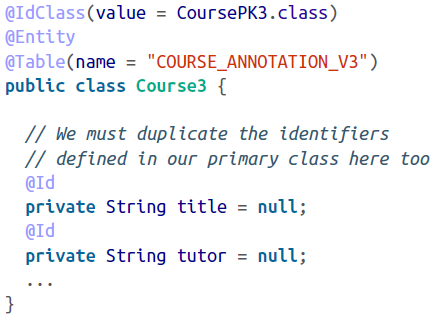 @IdClass(value = CoursePK3.class)
@Entity
@Table(name = "COURSE_ANNOTATION_V3")
public class Course3 {
// We must duplicate the identifiers
// defined in our primary class here too
@Id
private String title = null;
@Id
private String tutor = null;
...
}